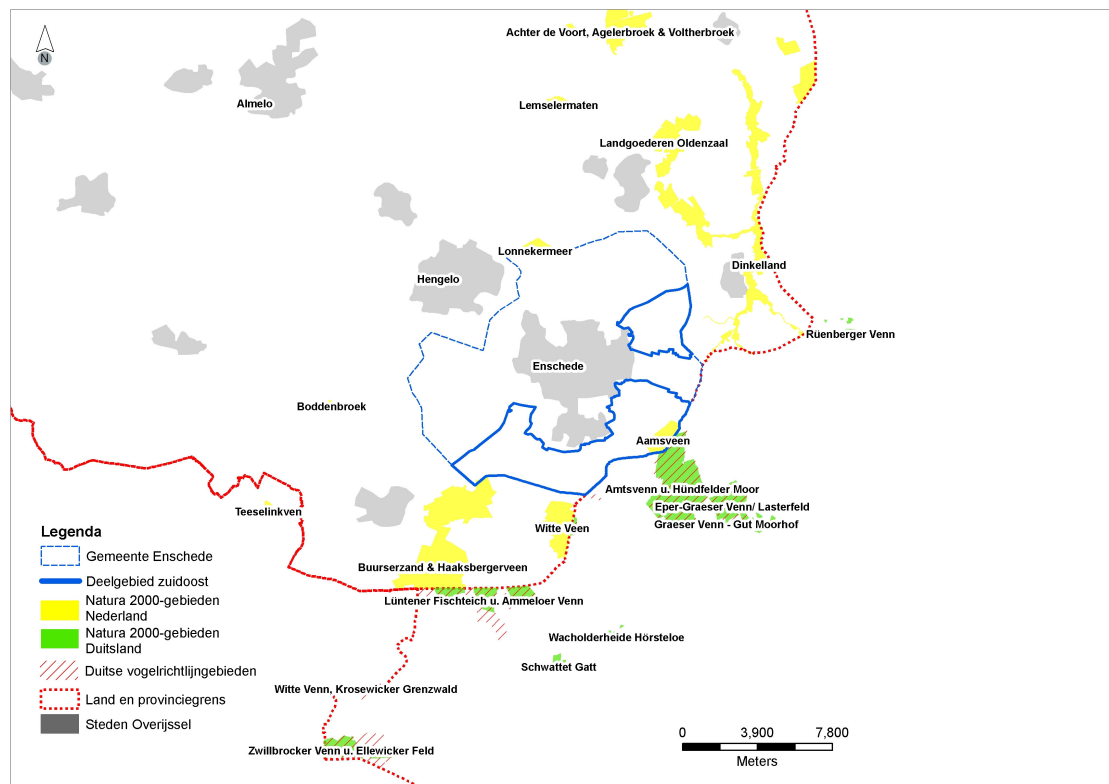 N
Achter de Voort, Agelerbroek & Voltherbroek
Almelo
Lemselermaten
Landgoederen Oldenzaal
Lonnekermeer
Dinkelland
Hengelo
Rüenberger Venn
Enschede
Boddenbroek
Aamsveen
Amtsvenn u. Hündfelder Moor
Eper-Graeser Venn/ Lasterfeld
Teeselinkven
Graeser Venn - Gut Moorhof
Witte Veen
Buurserzand & Haaksbergerveen
Lüntener Fischteich u. Ammeloer Venn
Wacholderheide Hörsteloe
Schwattet Gatt
Witte Venn, Krosewicker Grenzwald
Zwillbrocker Venn u. Ellewicker Feld
Legenda
Gemeente Enschede
Deelgebied zuidoost
Natura 2000-gebieden
Nederland
Natura 2000-gebieden
Duitsland
Duitse vogelrichtlijngebieden
Land en provinciegrens
Steden Overijssel
0 3,900 7,800
Meters